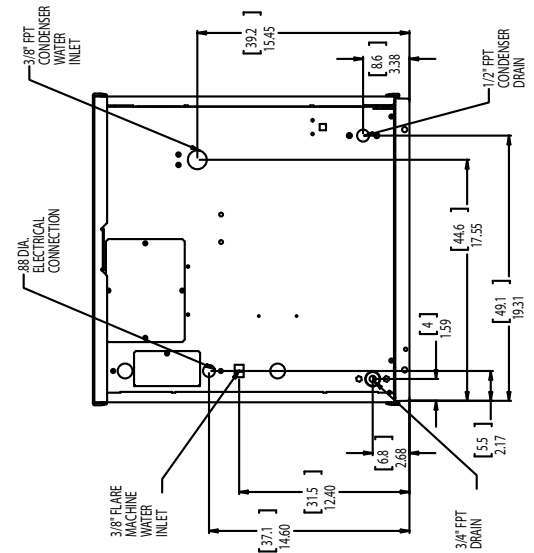 3/8" FPT
CONDENSER
WATER
INLET
.88 DIA.
ELECTRICAL
CONNECTION
3/8" FLARE
MACHINE
WATER
INLET
[39.2]
15.45
[8.6]
3.38
1/2" FPT
CONDENSER
DRAIN
[44.6]
17.55
[49.1]
19.31
[4]
1.59
[5.5]
2.17
[6.8]
2.68
[31.5]
12.40
[37.1]
14.60
3/4" FPT
DRAIN